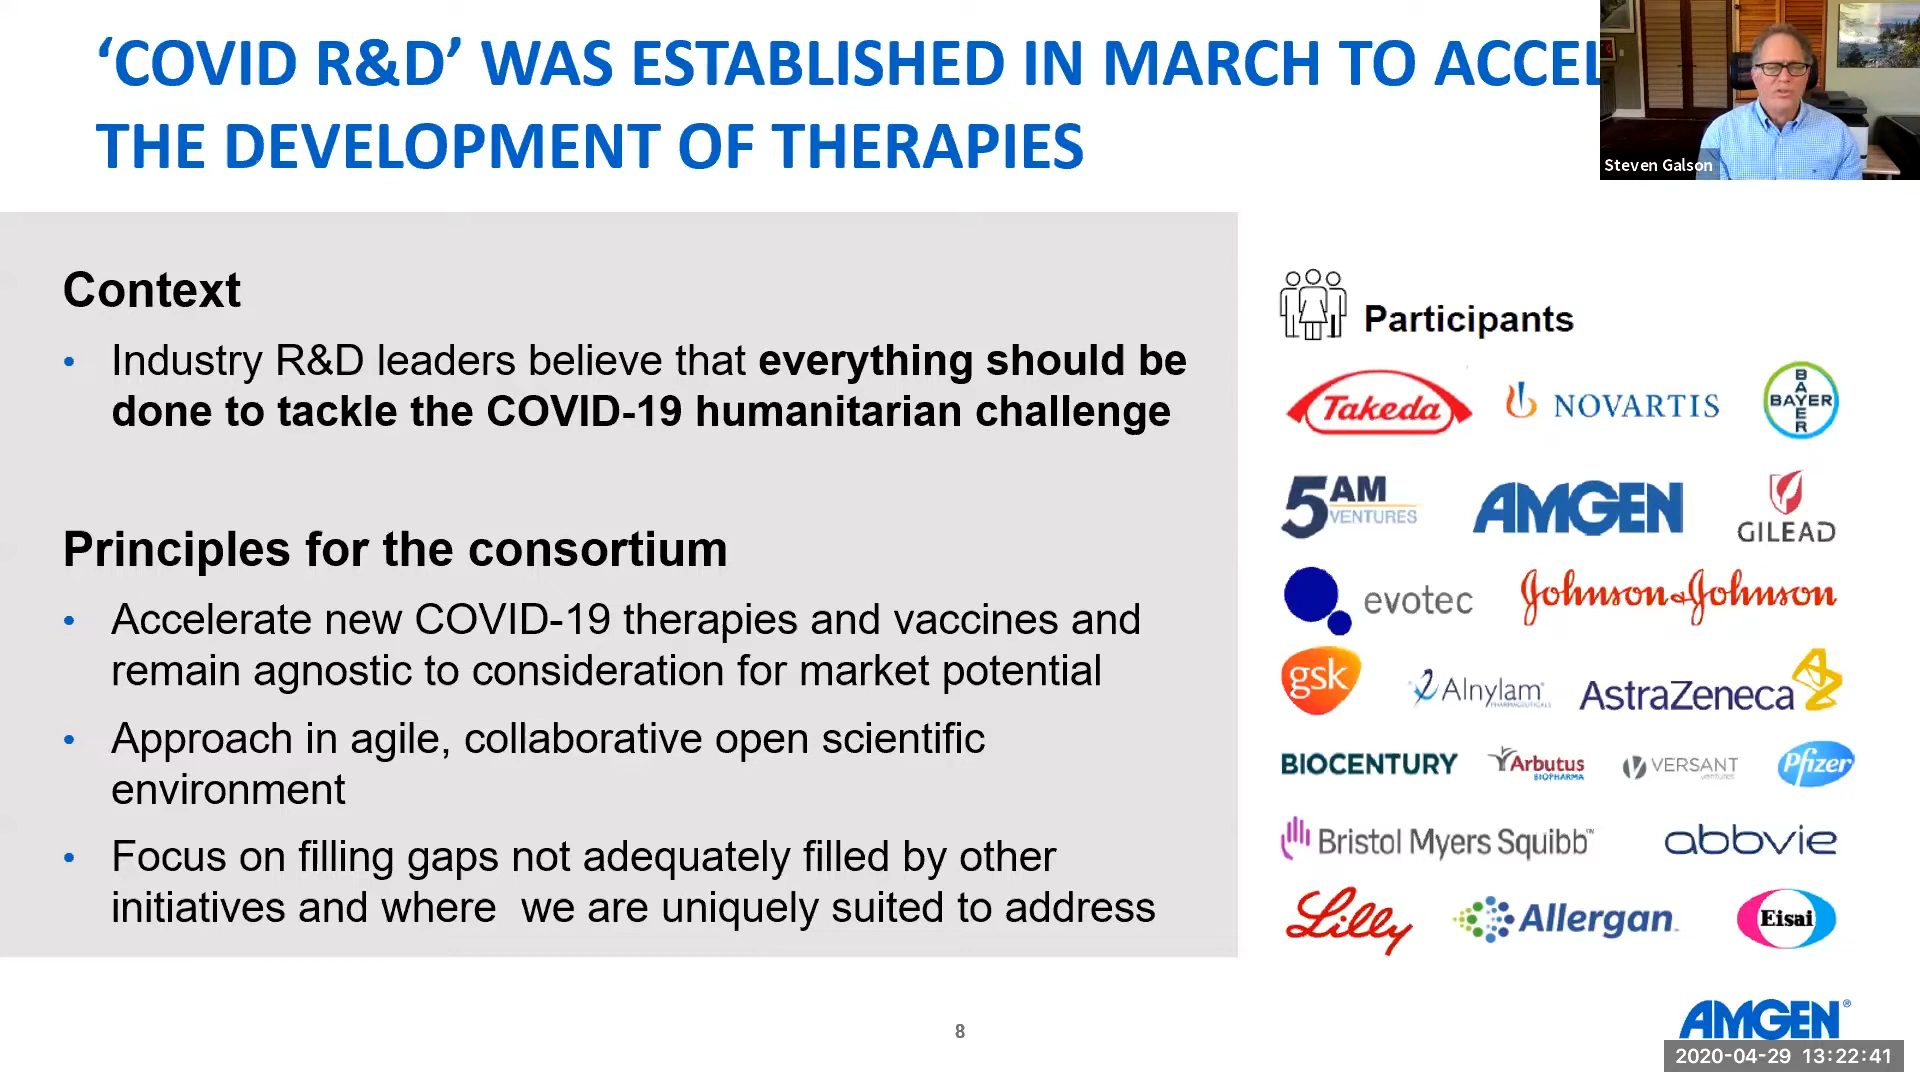 ‘COVID R&D’ WAS ESTABLISHED IN MARCH TO ACCEL
THE DEVELOPMENT OF THERAPIES
Steven Galson
Context
• Industry R&D leaders believe that everything should be
done to tackle the COVID-19 humanitarian challenge
Principles for the consortium
• Accelerate new COVID-19 therapies and vaccines and
remain agnostic to consideration for market potential
• Approach in agile, collaborative open scientific
environment
• Focus on filling gaps not adequately filled by other
initiatives and where  we are uniquely suited to address
Participants
Takeda
NOVARTIS
BAYER
BAYER
5AM
VENTURES
AMGEN
GILEAD
evotec
Johnson&Johnson
gsk
Alnylam®
PHARMACEUTICALS
AstraZeneca
BIOCENTURY
Arbutus
BIOPHARMA
VERSANT
ventures
Pfizer
Bristol Myers Squibb™
abbvie
Lilly
Allergan
Eisai
8
AMGEN®
2020-04-29 13:22:41